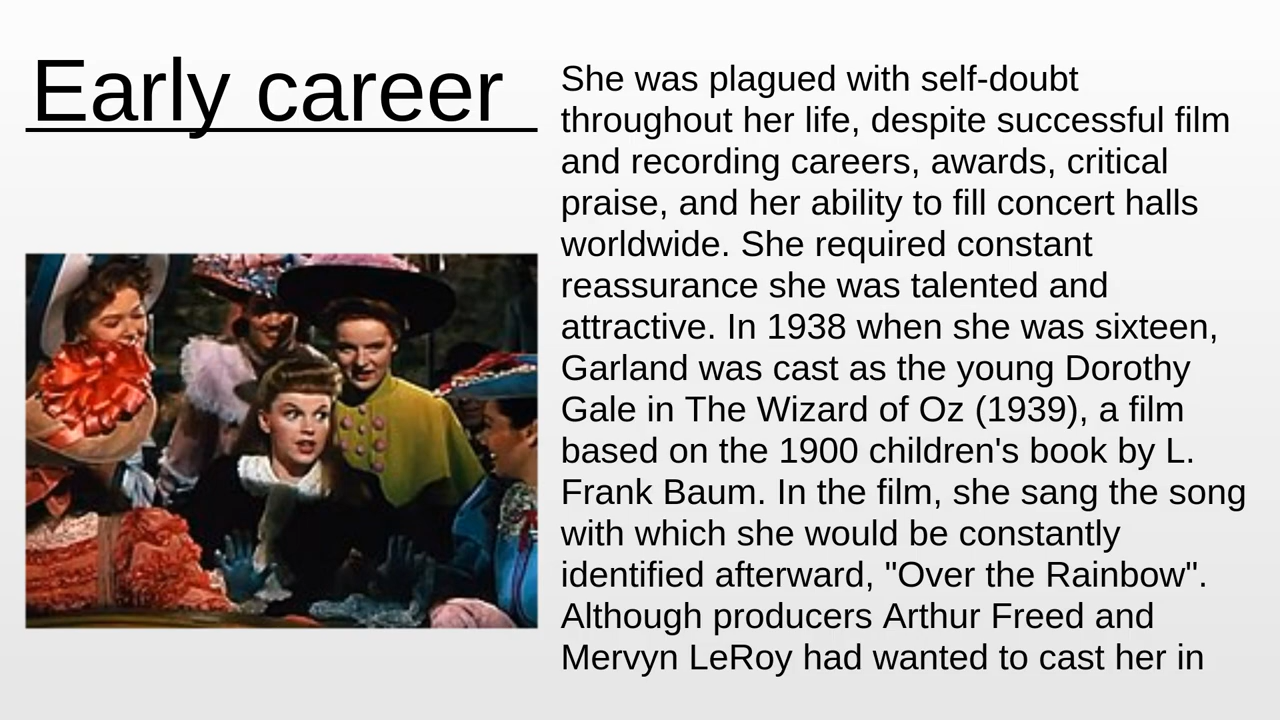 Early career
She was plagued with self-doubt
throughout her life, despite successful film
and recording careers, awards, critical
praise, and her ability to fill concert halls
worldwide. She required constant
reassurance she was talented and
attractive. In 1938 when she was sixteen,
Garland was cast as the young Dorothy
Gale in The Wizard of Oz (1939), a film
based on the 1900 children's book by L.
Frank Baum. In the film, she sang the song
with which she would be constantly
identified afterward, "Over the Rainbow".
Although producers Arthur Freed and
Mervyn LeRoy had wanted to cast her in